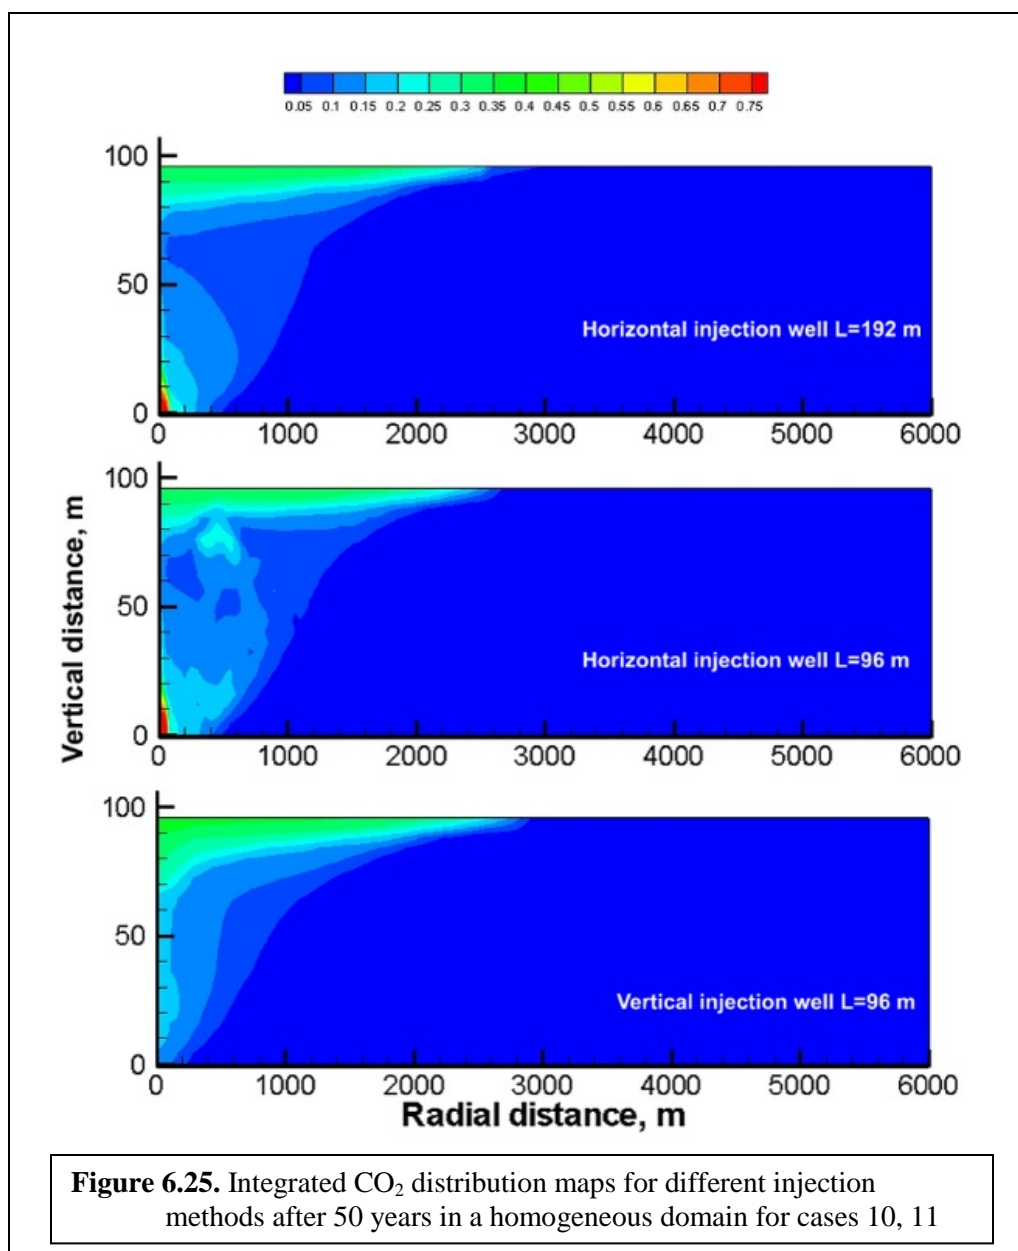 0.05 0.1 0.15 0.2 0.25 0.3 0.35 0.4 0.45 0.5 0.55 0.6 0.65 0.7 0.75
100
50
0
Horizontal injection well L=192 m
0 1000 2000 3000 4000 5000 6000
Vertical distance, m
100
50
0
Horizontal injection well L=96 m
0 1000 2000 3000 4000 5000 6000
100
50
0
Vertical injection well L=96 m
0 1000 2000 3000 4000 5000 6000
Radial distance, m
Figure 6.25. Integrated CO₂ distribution maps for different injection
methods after 50 years in a homogeneous domain for cases 10, 11